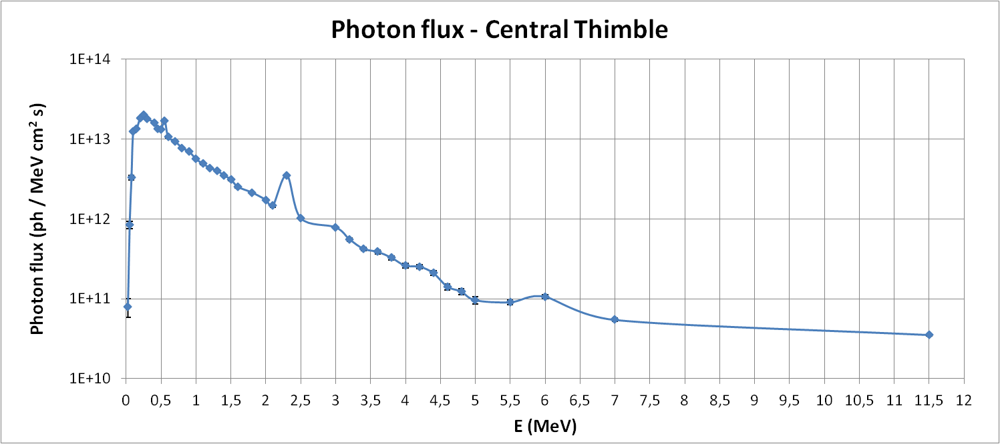 Photon flux - Central Thimble
Photon flux (ph / MeV cm² s)
1E+14
1E+13
1E+12
1E+11
1E+10
0 0,5 1 1,5 2 2,5 3 3,5 4 4,5 5 5,5 6 6,5 7 7,5 8 8,5 9 9,5 10 10,5 11 11,5 12
E (MeV)